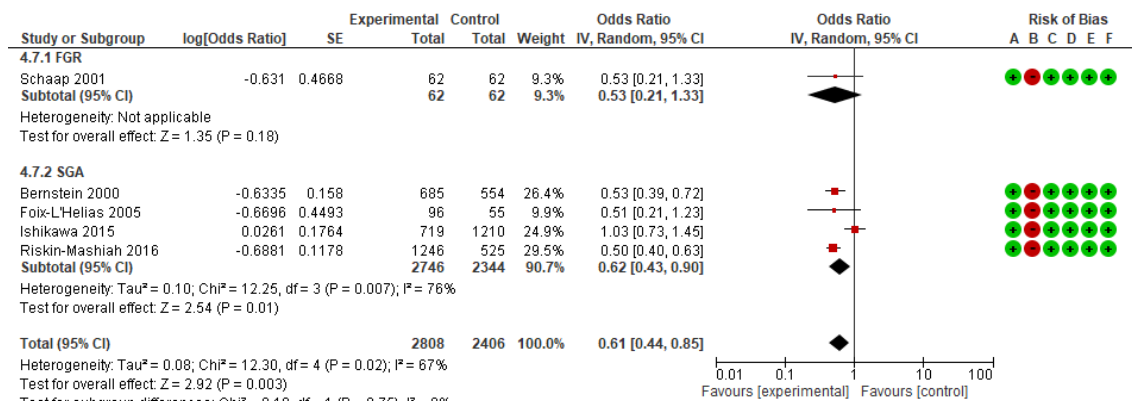 Experimental Control Odds Ratio Odds Ratio Risk of Bias
Study or Subgroup log[Odds Ratio] SE Total Total Weight IV, Random, 95% CI IV, Random, 95% CI A B C D E F
4.7.1 FGR
Schaap 2001 -0.631 0.4668 62 62 9.3% 0.53 [0.21, 1.33] + - + + + +
Subtotal (95% CI) 62 62 9.3% 0.53 [0.21, 1.33]
Heterogeneity: Not applicable
Test for overall effect: Z = 1.35 (P = 0.18)
4.7.2 SGA
Bernstein 2000 -0.6335 0.158 685 554 26.4% 0.53 [0.39, 0.72] + - + + + +
Foix-L'Helias 2005 -0.6696 0.4493 96 55 9.9% 0.51 [0.21, 1.23] + - + + + +
Ishikawa 2015 0.0261 0.1764 719 1210 24.9% 1.03 [0.73, 1.45] + - + + + +
Riskin-Mashiah 2016 -0.6881 0.1178 1246 525 29.5% 0.50 [0.40, 0.63] + - + + + +
Subtotal (95% CI) 2746 2344 90.7% 0.62 [0.43, 0.90]
Heterogeneity: Tau² = 0.10; Chi² = 12.25, df = 3 (P = 0.007); I² = 76%
Test for overall effect: Z = 2.54 (P = 0.01)
Total (95% CI) 2808 2406 100.0% 0.61 [0.44, 0.85]
Heterogeneity: Tau² = 0.08; Chi² = 12.30, df = 4 (P = 0.02); I² = 67%
Test for overall effect: Z = 2.92 (P = 0.003)
0.01 0.1 1 10 100
Favours [experimental] Favours [control]